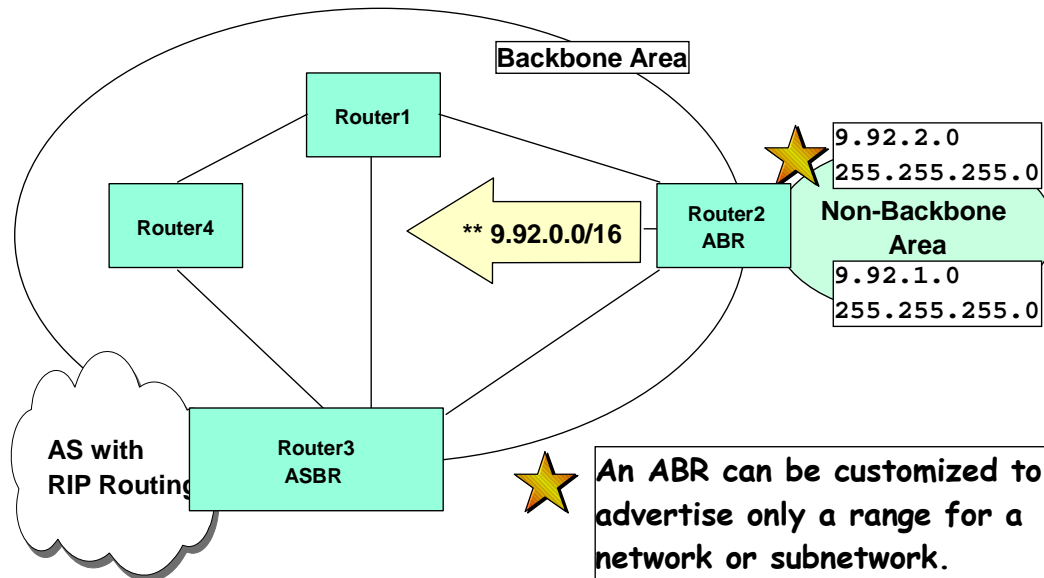 Backbone Area
Router1
9.92.2.0
255.255.255.0
Router4
** 9.92.0.0/16
Router2
ABR
Non-Backbone
Area
9.92.1.0
255.255.255.0
AS with
RIP Routing
Router3
ASBR
An ABR can be customized to
advertise only a range for a
network or subnetwork.